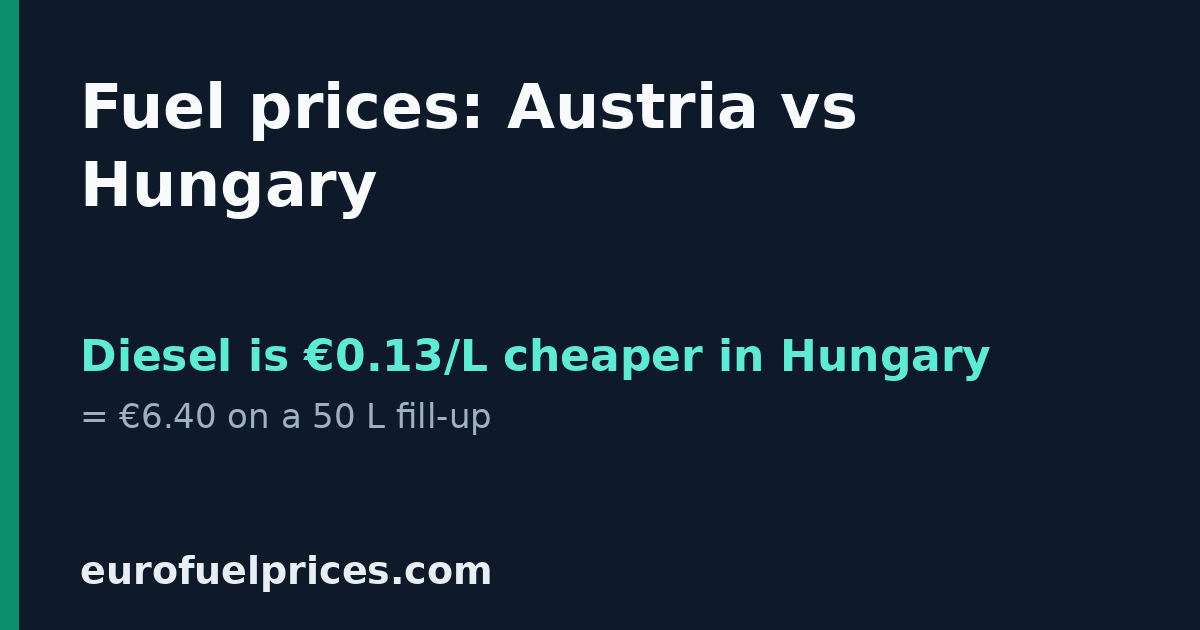 Fuel prices: Austria vs
Hungary
Diesel is €0.13/L cheaper in Hungary
= €6.40 on a 50 L fill-up
eurofuelprices.com